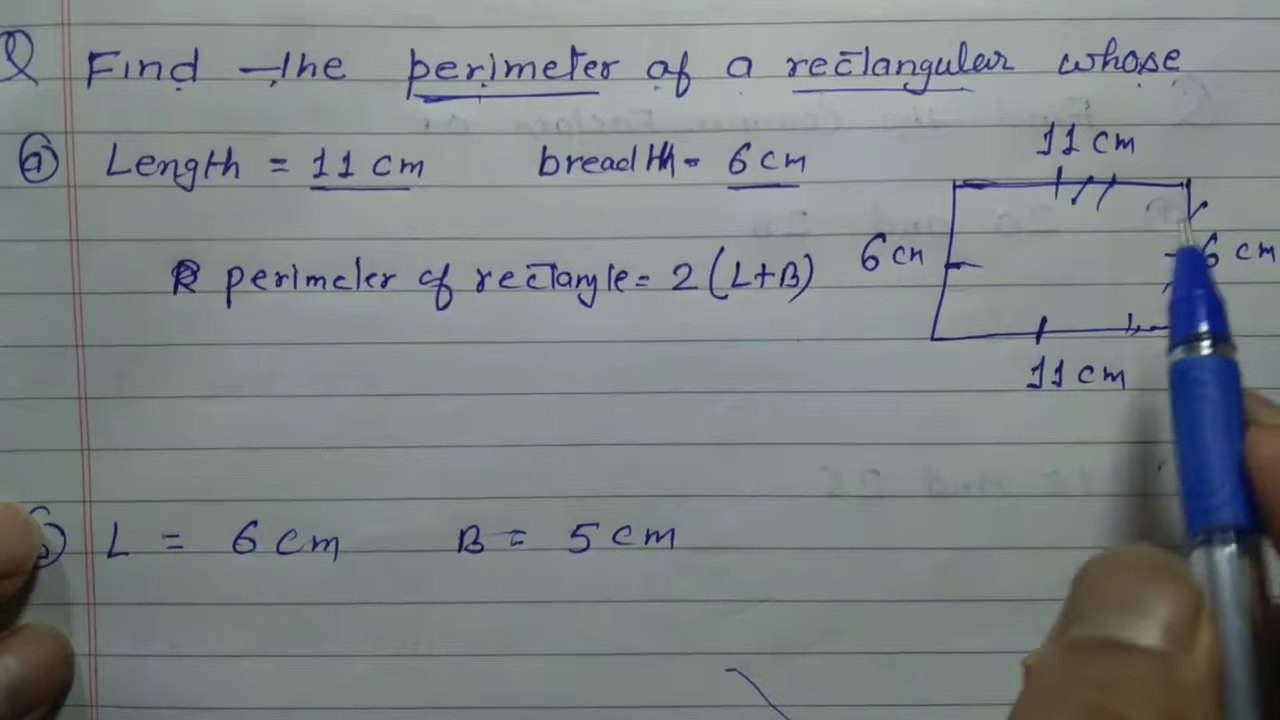 Q Find the perimeter of a rectangular whose
(a) Length = 11 cm breadth = 6 cm
11 cm
perimeter of rectangle = 2 (L+B)
6 cm
6 cm
11 cm
L = 6 cm B = 5 cm